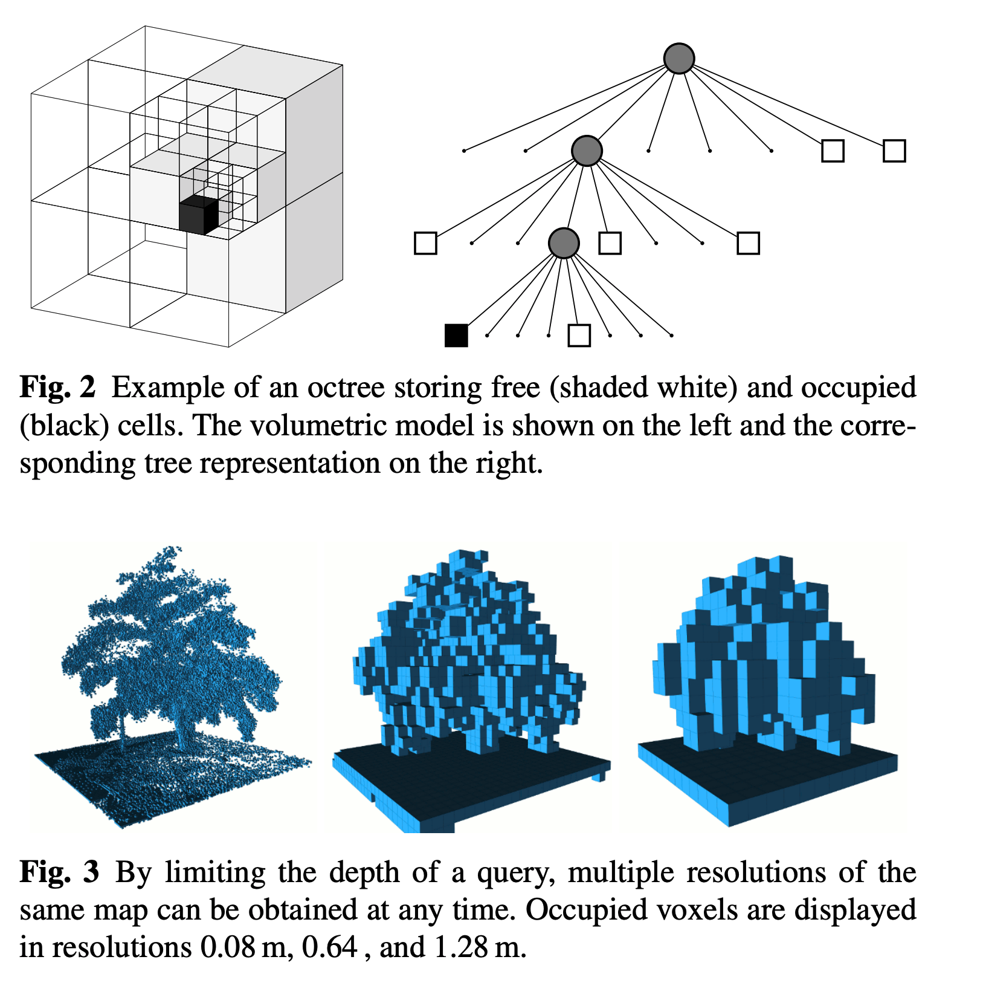 Fig. 2 Example of an octree storing free (shaded white) and occupied
(black) cells. The volumetric model is shown on the left and the corre-
sponding tree representation on the right.
Fig. 3 By limiting the depth of a query, multiple resolutions of the
same map can be obtained at any time. Occupied voxels are displayed
in resolutions 0.08 m, 0.64 , and 1.28 m.